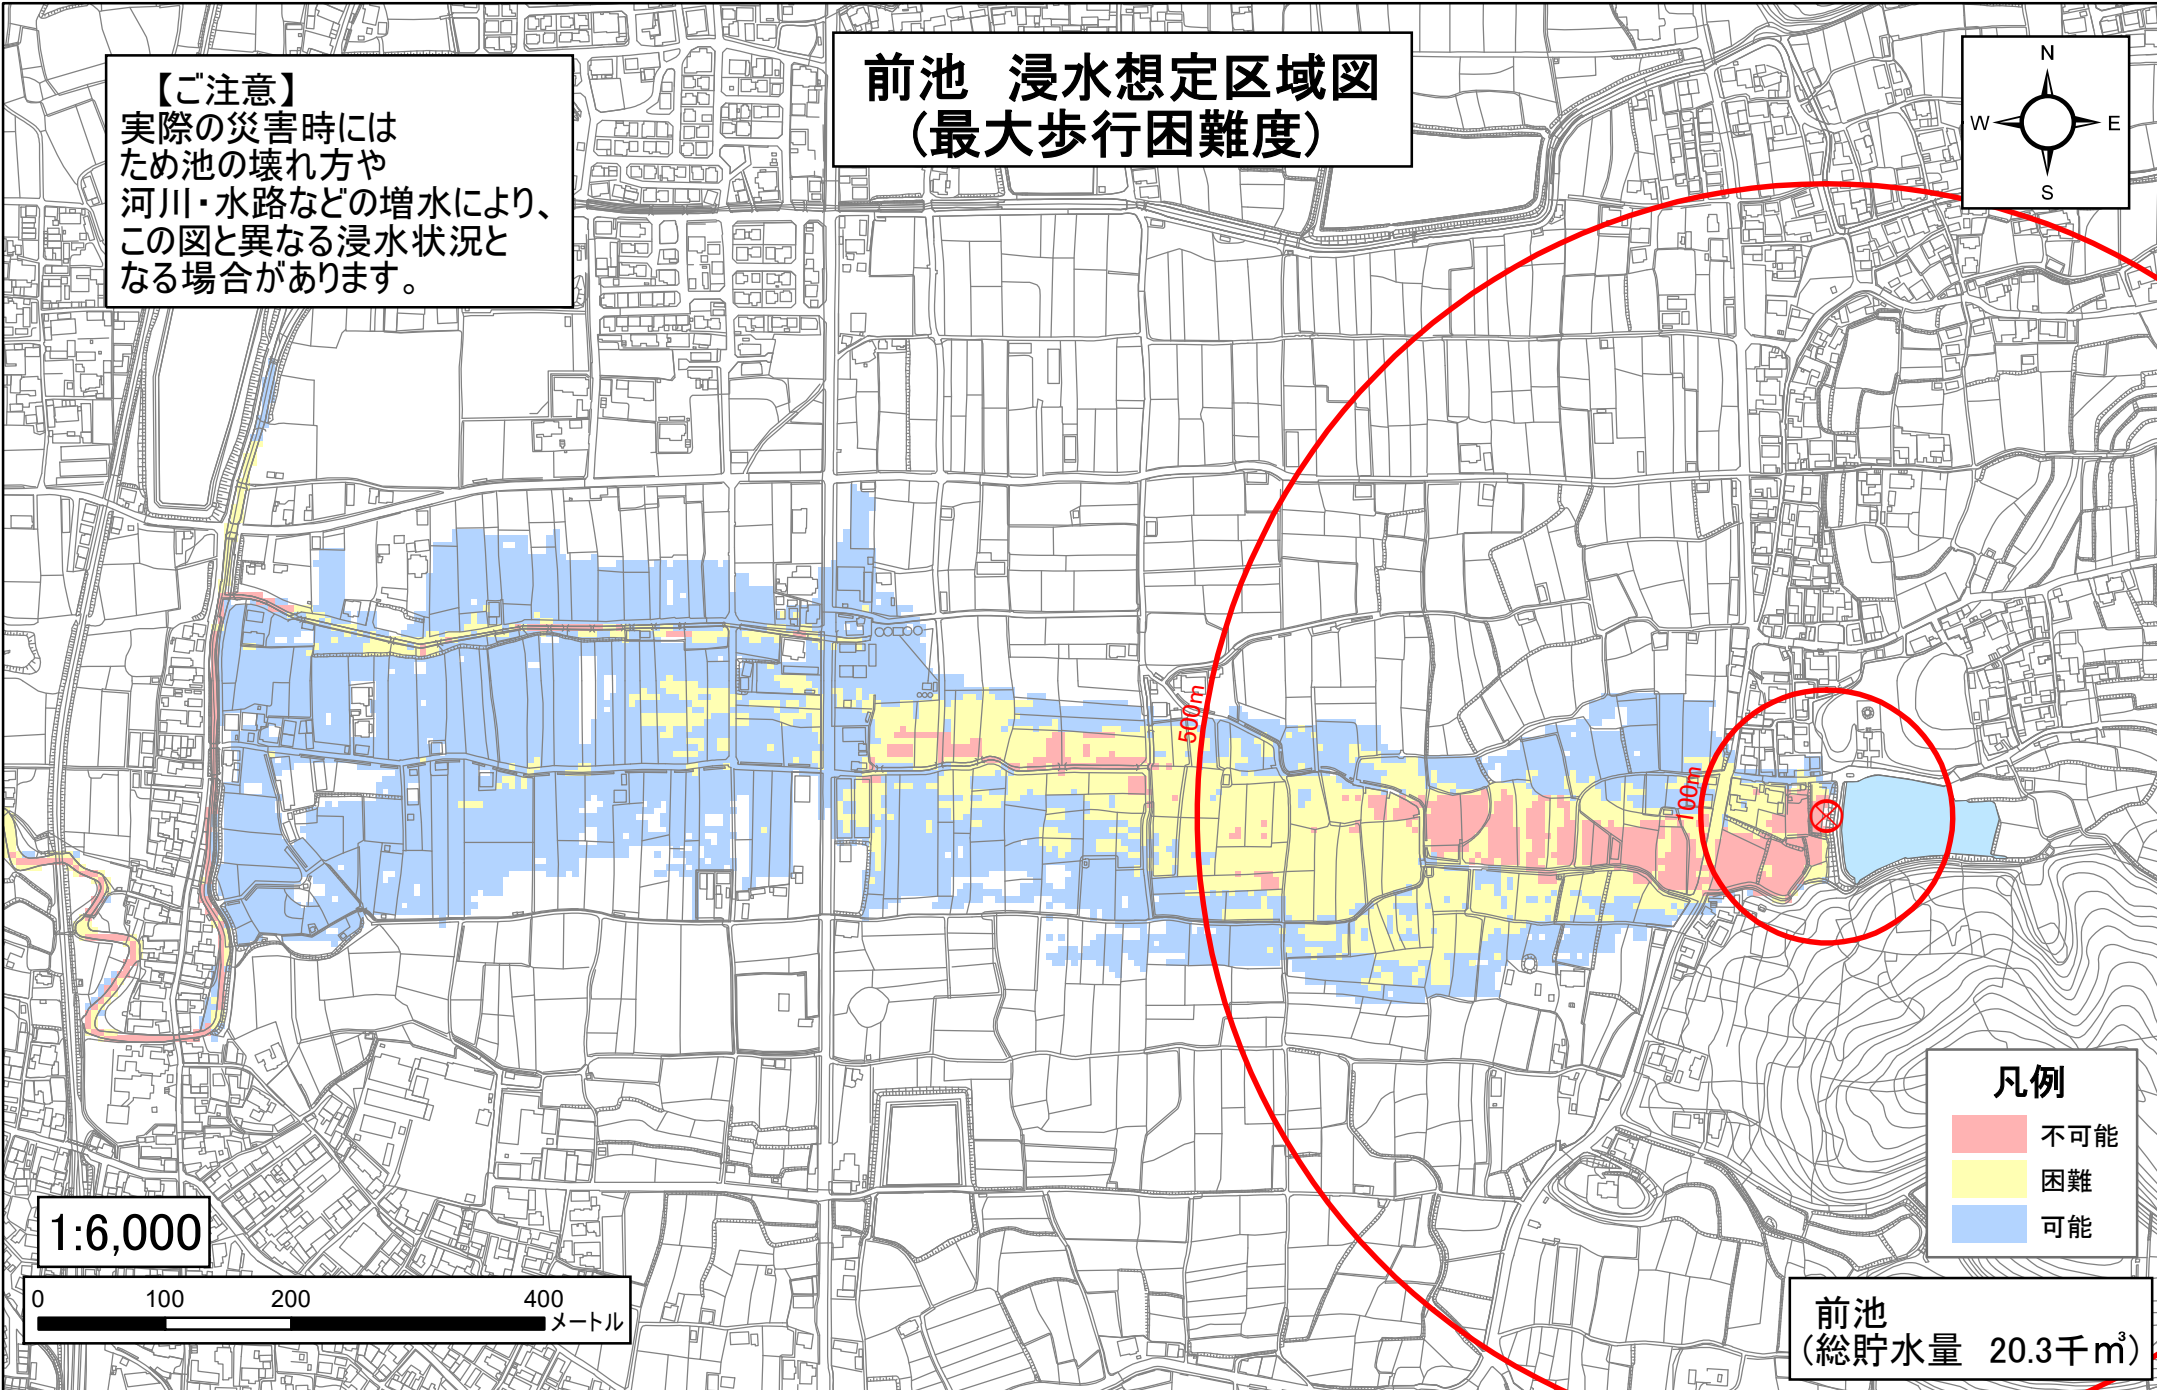 【ご注意】
実際の災害時には
ため池の壊れ方や
河川・水路などの増水により、
この図と異なる浸水状況と
なる場合があります。
前池　浸水想定区域図
(最大歩行困難度)
N
W
E
S
500m
100m
凡例
不可能
困難
可能
1:6,000
0 100 200 400
メートル
前池
(総貯水量　20.3千㎥)